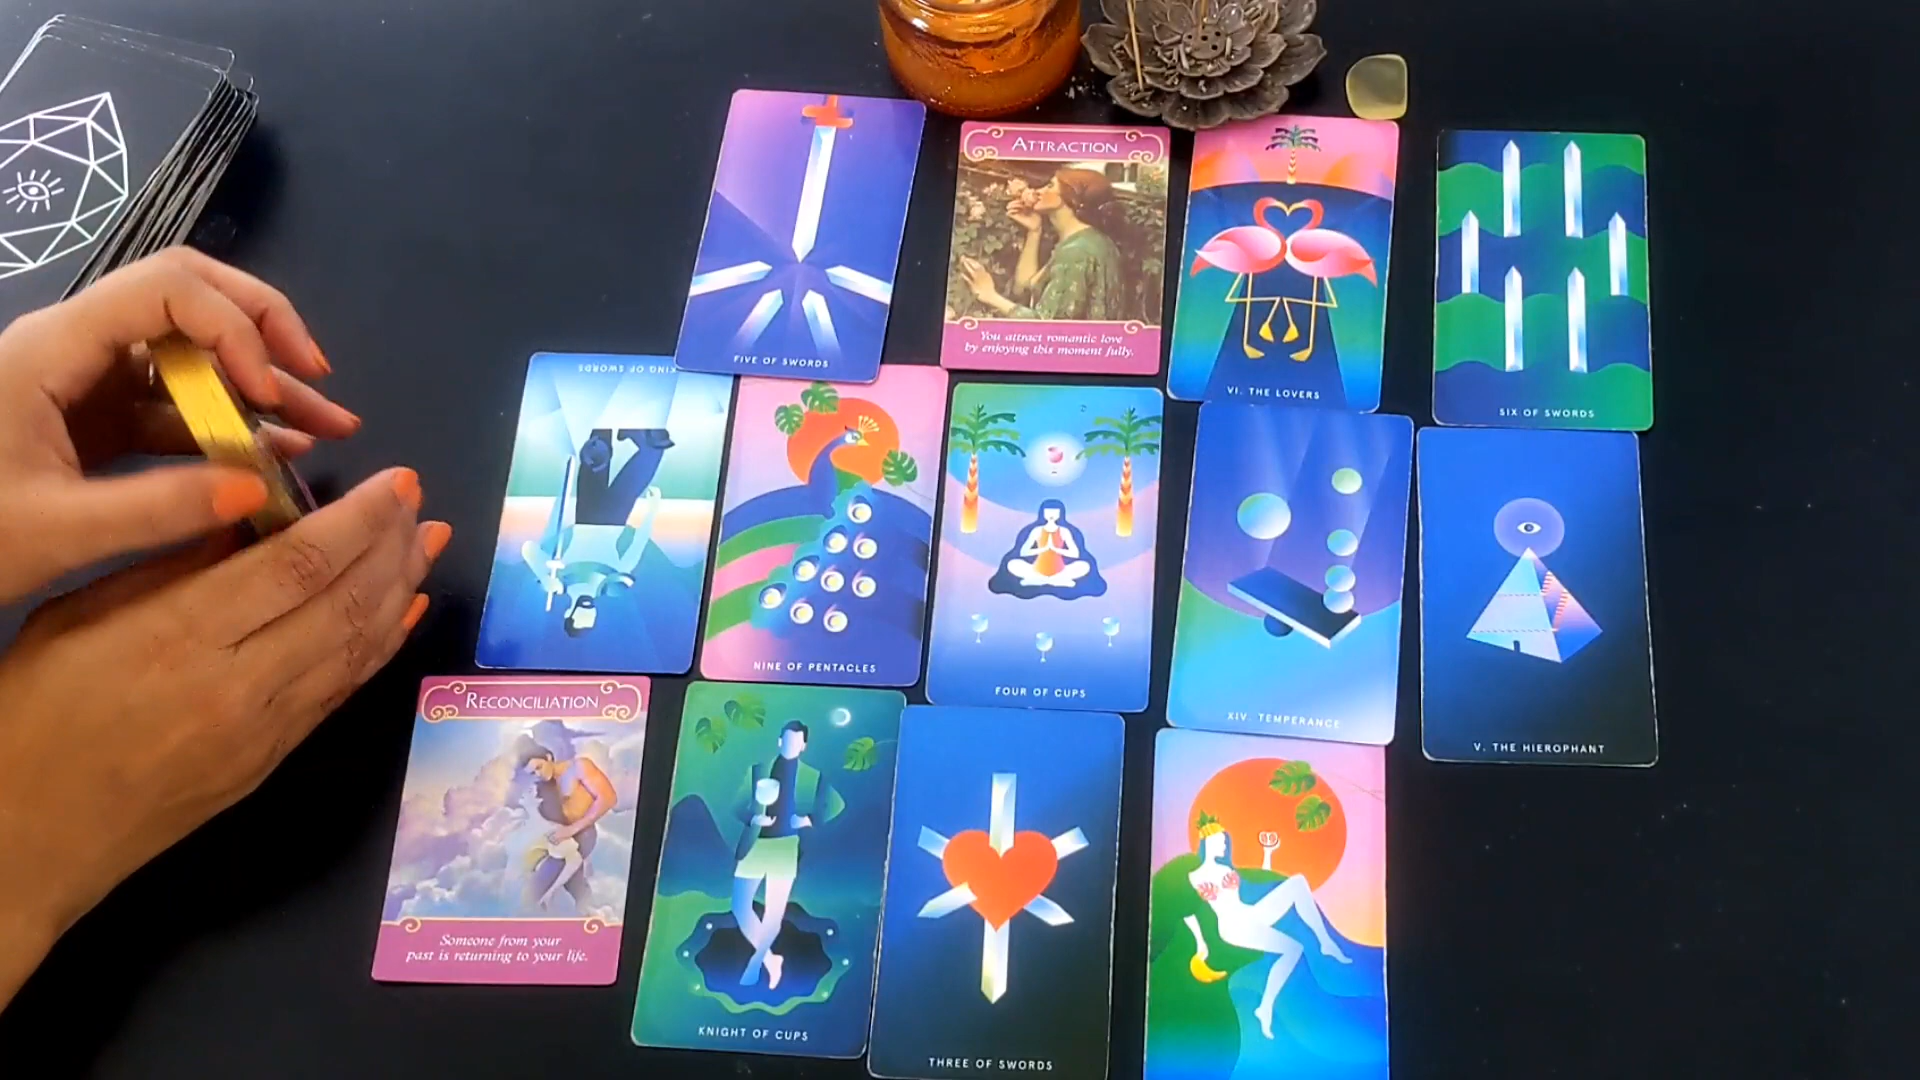 FIVE OF SWORDS
ATTRACTION
You attract romantic love
by enjoying this moment fully.
VI. THE LOVERS
SIX OF SWORDS
KING OF SWORDS
NINE OF PENTACLES
FOUR OF CUPS
XIV. TEMPERANCE
V. THE HIEROPHANT
RECONCILIATION
Someone from your
past is returning to your life.
KNIGHT OF CUPS
THREE OF SWORDS